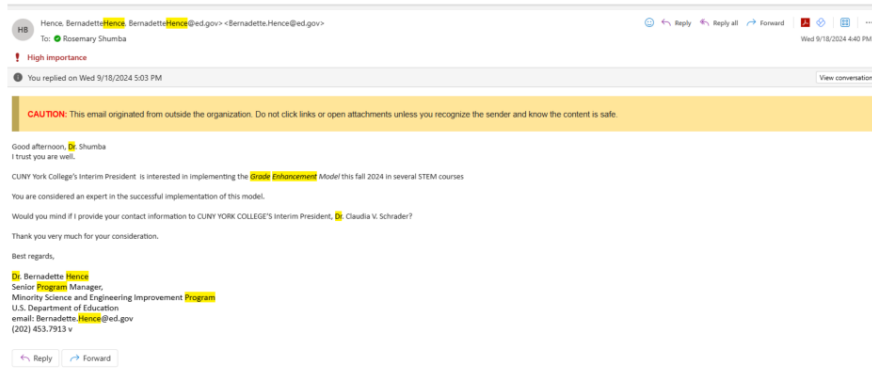 HB
Hence, BernadetteHence, BernadetteHence@ed.gov> <Bernadette.Hence@ed.gov>
Reply Reply all Forward
To: Rosemary Shumba
Wed 9/18/2024 4:40 PM
! High importance
You replied on Wed 9/18/2024 5:03 PM
View conversation
CAUTION: This email originated from outside the organization. Do not click links or open attachments unless you recognize the sender and know the content is safe.
Good afternoon, Dr. Shumba
I trust you are well.
CUNY York College's Interim President is interested in implementing the Grade Enhancement Model this fall 2024 in several STEM courses
You are considered an expert in the successful implementation of this model.
Would you mind if I provide your contact information to CUNY YORK COLLEGE'S Interim President, Dr. Claudia V. Schrader?
Thank you very much for your consideration.
Best regards,
Dr. Bernadette Hence
Senior Program Manager,
Minority Science and Engineering Improvement Program
U.S. Department of Education
email: Bernadette.Hence@ed.gov
(202) 453.7913 v
Reply Forward